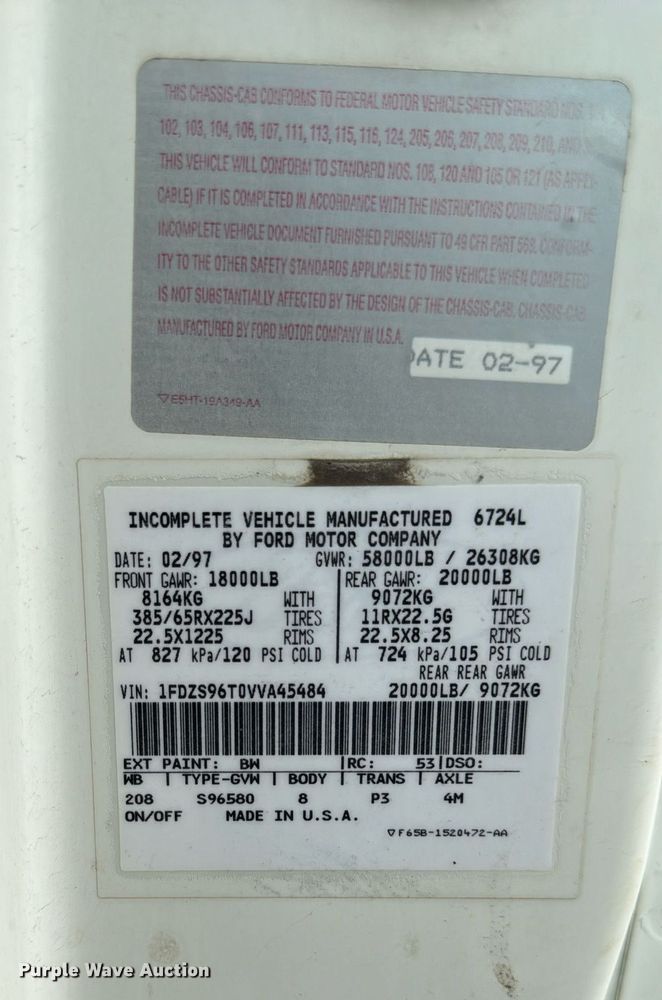 THIS CHASSIS-CAB CONFORMS TO FEDERAL MOTOR VEHICLE SAFETY STANDARD NOS.
102, 103, 104, 106, 107, 111, 113, 115, 116, 124, 205, 206, 207, 208, 209, 210, AND
THIS VEHICLE WILL CONFORM TO STANDARD NOS. 108, 120 AND 105 OR 121 (AS APPLI-
CABLE) IF IT IS COMPLETED IN ACCORDANCE WITH THE INSTRUCTIONS CONTAINED IN THE
INCOMPLETE VEHICLE DOCUMENT FURNISHED PURSUANT TO 49 CFR PART 568. CONFORM-
ITY TO THE OTHER SAFETY STANDARDS APPLICABLE TO THIS VEHICLE WHEN COMPLETED
IS NOT SUBSTANTIALLY AFFECTED BY THE DESIGN OF THE CHASSIS-CAB. CHASSIS-CAB
MANUFACTURED BY FORD MOTOR COMPANY IN U.S.A.
DATE 02-97
▽ E5HT-19A349-AA
INCOMPLETE VEHICLE MANUFACTURED 6724L
BY FORD MOTOR COMPANY
DATE: 02/97 GVWR: 58000LB / 26308KG
FRONT GAWR: 18000LB | REAR GAWR: 20000LB
8164KG WITH | 9072KG WITH
385/65RX225J TIRES | 11RX22.5G TIRES
22.5X1225 RIMS | 22.5X8.25 RIMS
AT 827 kPa/120 PSI COLD | AT 724 kPa/105 PSI COLD
REAR REAR GAWR
VIN: 1FDZS96T0VVA45484 20000LB/ 9072KG
EXT PAINT: BW |RC: 53|DSO:
WB | TYPE-GVW | BODY | TRANS | AXLE
208 S96580 8 P3 4M
ON/OFF MADE IN U.S.A.
▽ F65B-1520472-AA
Purple Wave Auction